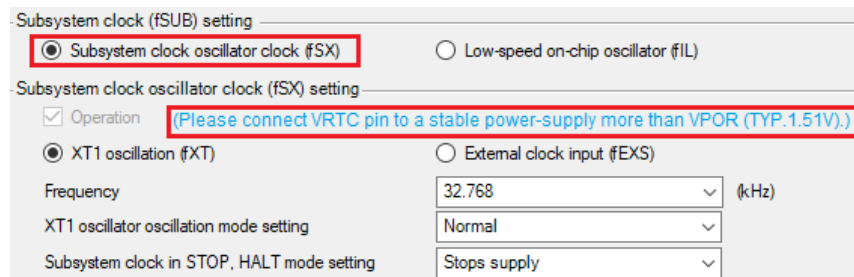 Subsystem clock (fSUB) setting
Subsystem clock oscillator clock (fSX) Low-speed on-chip oscillator (fIL)
Subsystem clock oscillator clock (fSX) setting
Operation (Please connect VRTC pin to a stable power-supply more than VPOR (TYP.1.51V).)
XT1 oscillation (fXT) External clock input (fEXS)
Frequency 32.768 (kHz)
XT1 oscillator oscillation mode setting Normal
Subsystem clock in STOP, HALT mode setting Stops supply